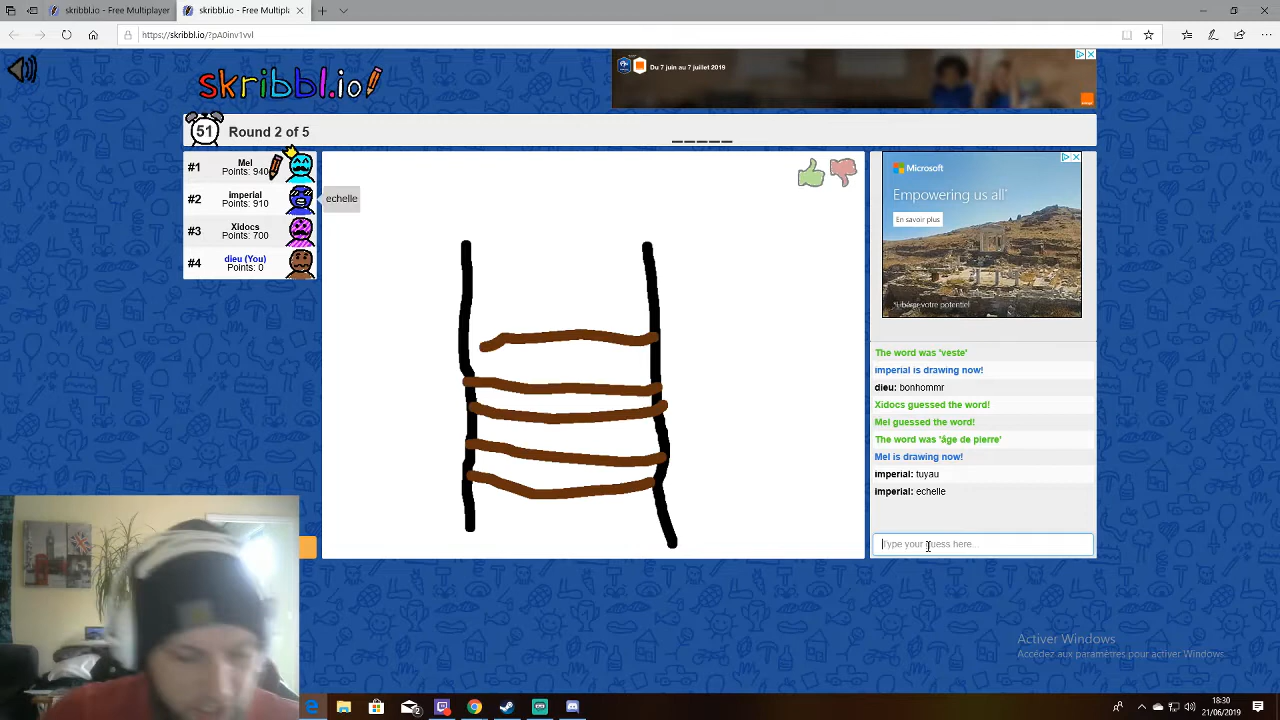 skribbl.io - Free Multiplayer
skribbl.io - Free Multipla
https://skribbl.io/?pA0inv1vvl
skribbl.io
Du 7 juin au 7 juillet 2019
51
Round 2 of 5
_ _ _ _ _
#1
Mel
Points: 940
#2
imperial
Points: 910
echelle
#3
Xidocs
Points: 700
#4
dieu (You)
Points: 0
Microsoft
Empowering us all*
En savoir plus
*Libérer votre potentiel
The word was 'veste'
imperial is drawing now!
dieu: bonhommr
Xidocs guessed the word!
Mel guessed the word!
The word was 'âge de pierre'
Mel is drawing now!
imperial: tuyau
imperial: echelle
Type your guess here...
Activer Windows
Accédez aux paramètres pour activer Windows.
18:30
24/06/2019